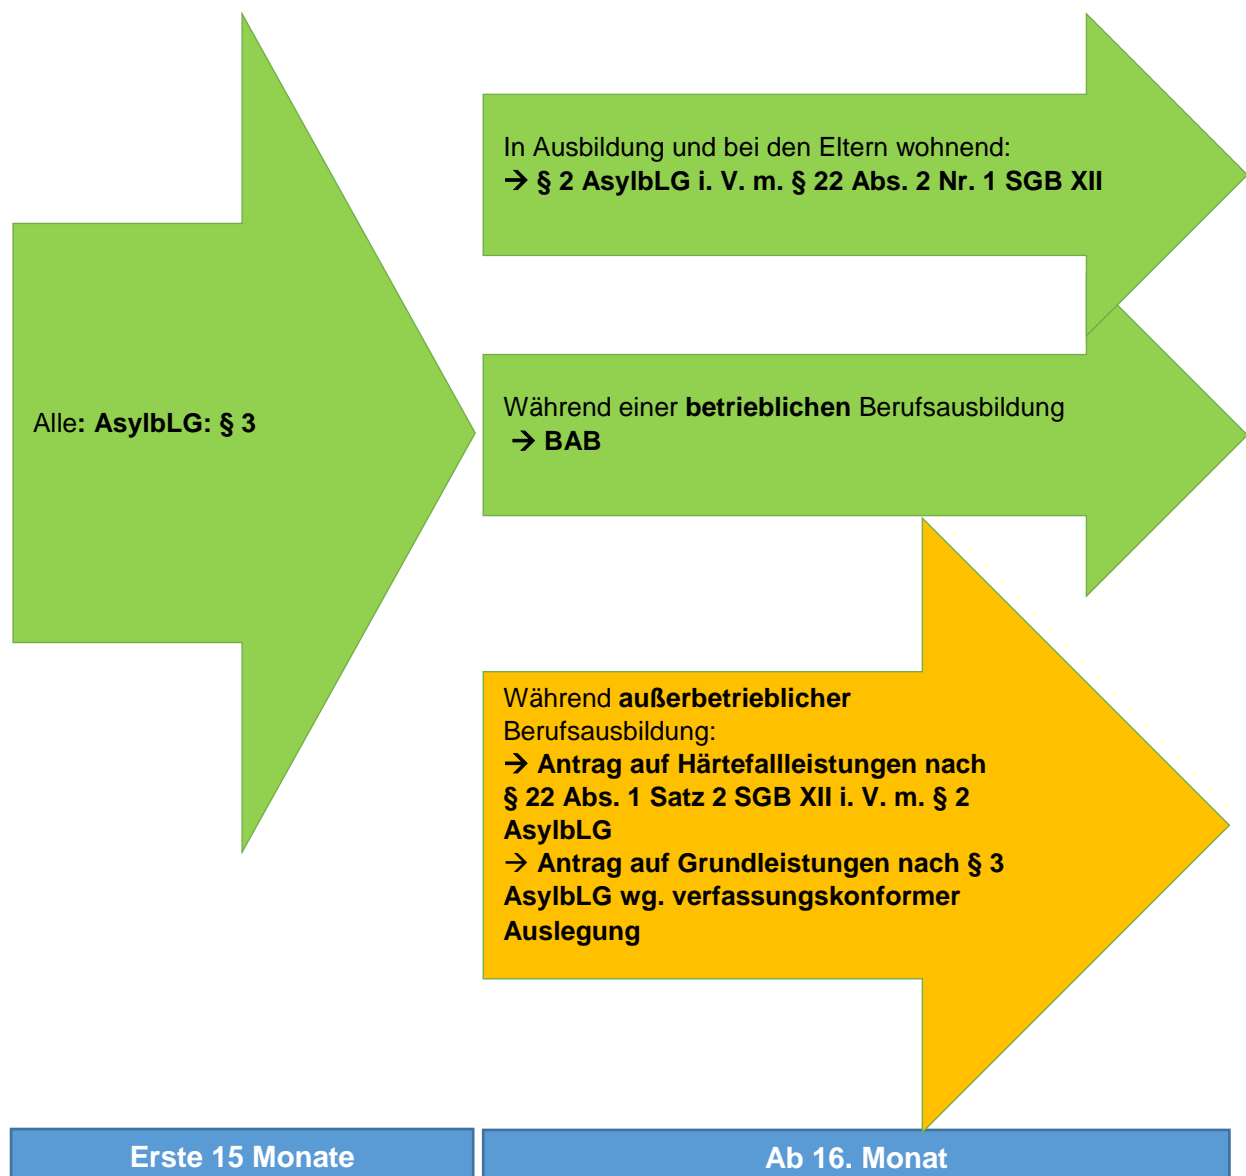 In Ausbildung und bei den Eltern wohnend:
→ § 2 AsylbLG i. V. m. § 22 Abs. 2 Nr. 1 SGB XII
Alle: AsylbLG: § 3
Während einer betrieblichen Berufsausbildung
→ BAB
Während außerbetrieblicher
Berufsausbildung:
→ Antrag auf Härtefallleistungen nach
§ 22 Abs. 1 Satz 2 SGB XII i. V. m. § 2
AsylbLG
→ Antrag auf Grundleistungen nach § 3
AsylbLG wg. verfassungskonformer
Auslegung
Erste 15 Monate
Ab 16. Monat